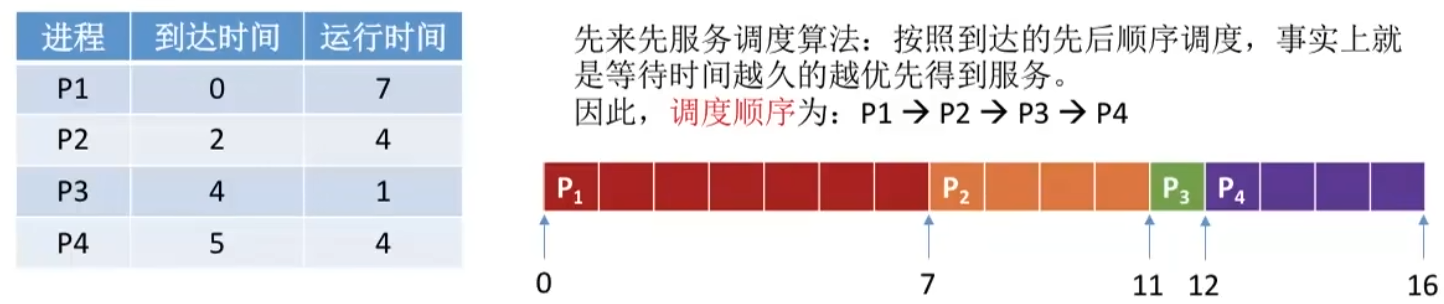 进程 到达时间 运行时间
P1 0 7
P2 2 4
P3 4 1
P4 5 4
先来先服务调度算法：按照到达的先后顺序调度，事实上就
是等待时间越久的越优先得到服务。
因此，调度顺序为：P1 → P2 → P3 → P4
P1 P2 P3 P4
0 7 11 12 16